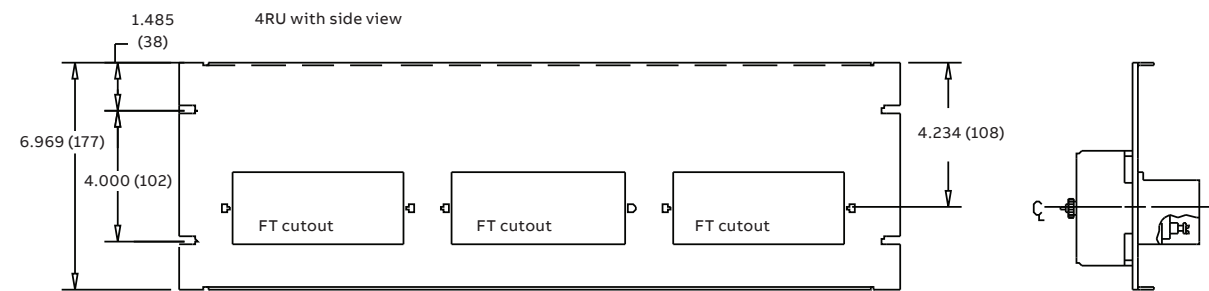 1.485
(38)
4RU with side view
6.969 (177)
4.000 (102)
4.234 (108)
FT cutout
FT cutout
FT cutout
℄